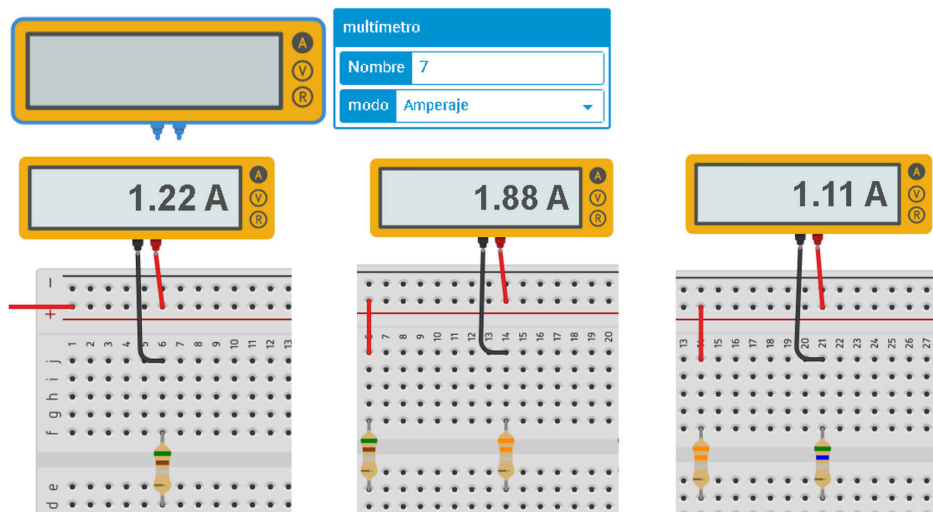 multímetro
Nombre 7
modo Amperaje
A
V
R
1.22 A
A
V
R
1.88 A
A
V
R
1.11 A
A
V
R
-
+
1 2 3 4 5 6 7 8 9 10 11 12 13
j
i
h
g
f
e
d
7 8 9 10 11 12 13 14 15 16 17 18 19 20
13 15 16 17 18 19 20 21 22 23 24 25 26 27